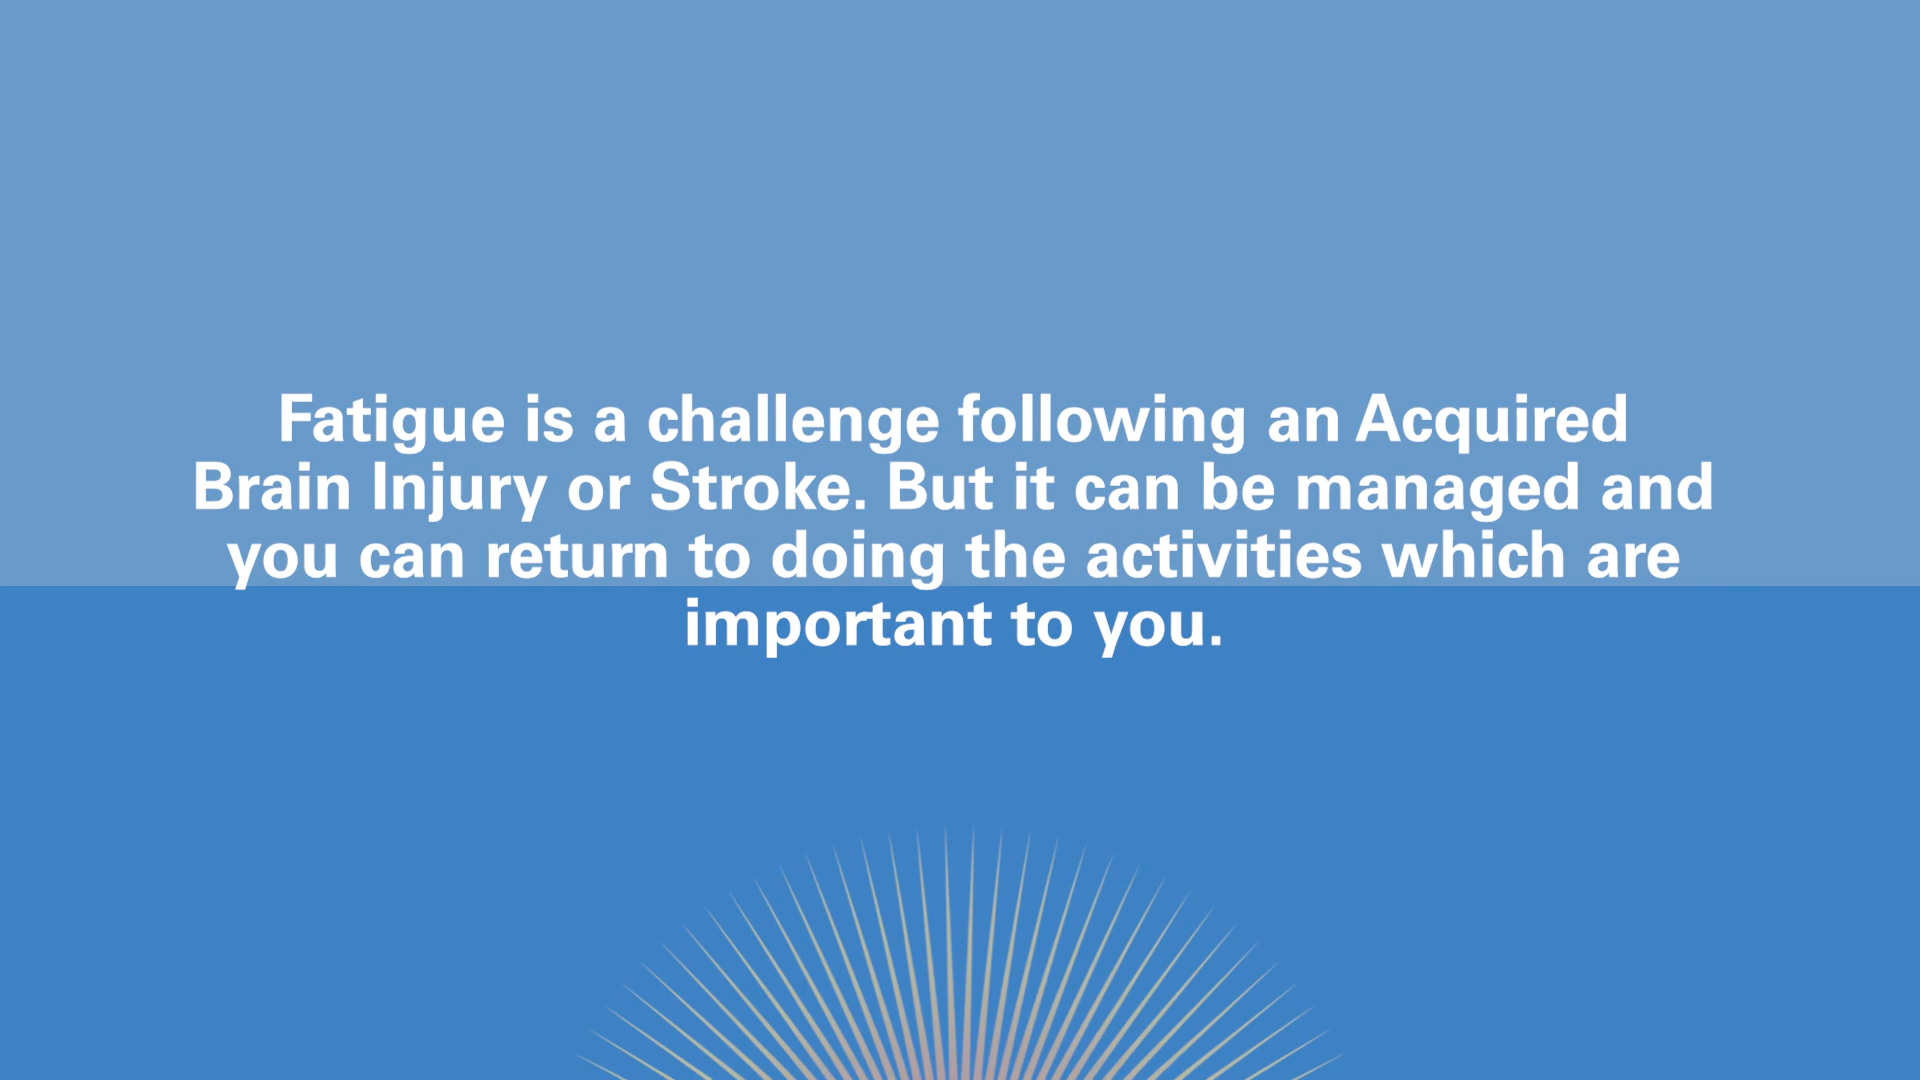 Fatigue is a challenge following an Acquired
Brain Injury or Stroke. But it can be managed and
you can return to doing the activities which are
important to you.